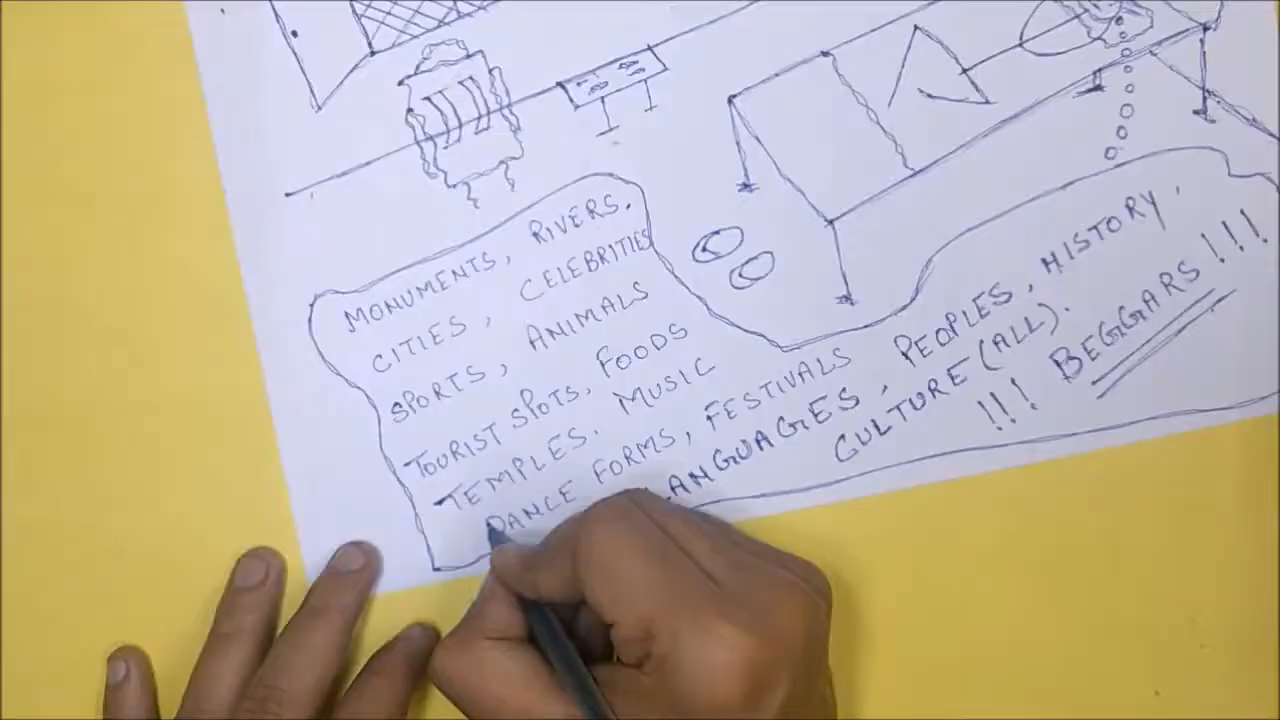 MONUMENTS, RIVERS.
CITIES, CELEBRITIES
SPORTS, ANIMALS
TOURIST SPOTS, FOODS
TEMPLES. MUSIC
DANCE FORMS, FESTIVALS PEOPLES, HISTORY.
LANGUAGES, CULTURE (ALL).
!!! BEGGARS!!!